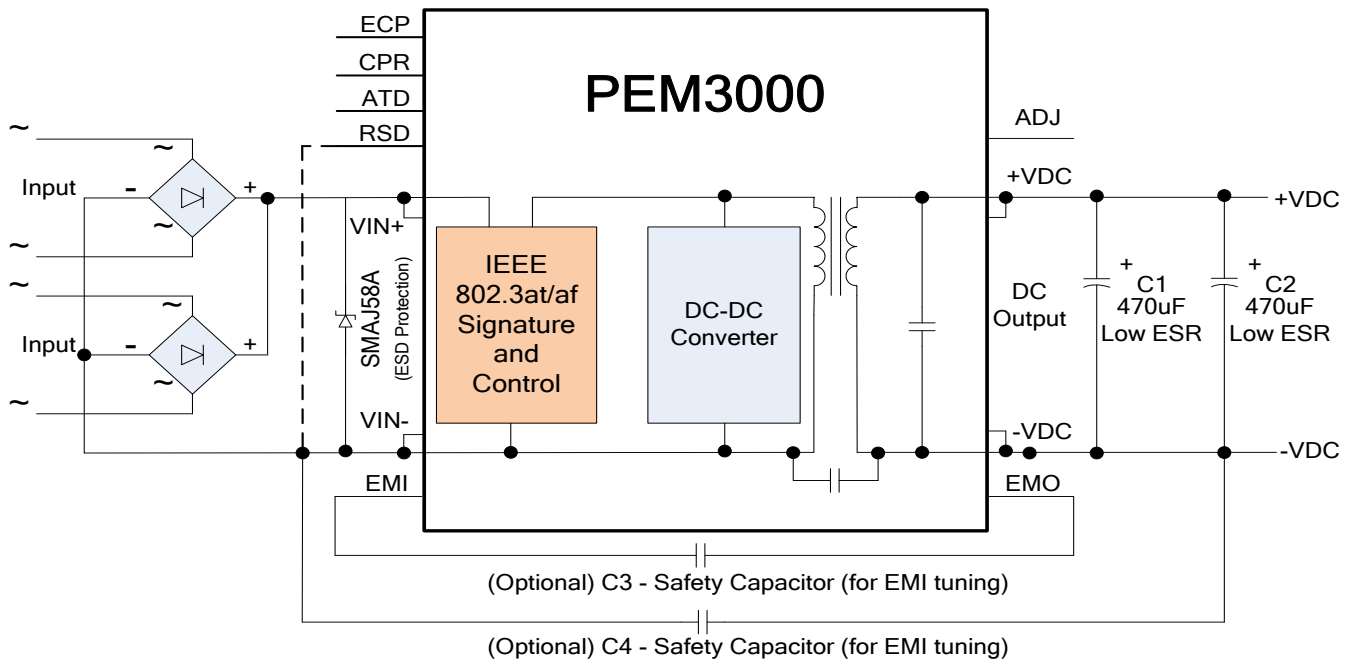 ECP
CPR
ATD
RSD
PEM3000
ADJ
~
~
Input
-
+
~
~
VIN+
+VDC
+VDC
~
~
Input
-
+
~
~
SMAJ58A
(ESD Protection)
IEEE
802.3at/af
Signature
and
Control
DC-DC
Converter
DC
Output
+
C1
470uF
Low ESR
+
C2
470uF
Low ESR
VIN-
-VDC
-VDC
EMI
EMO
(Optional) C3 - Safety Capacitor (for EMI tuning)
(Optional) C4 - Safety Capacitor (for EMI tuning)